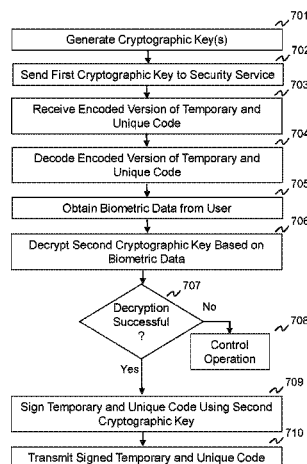 701
Generate Cryptographic Key(s)
702
Send First Cryptographic Key to Security Service
703
Receive Encoded Version of Temporary and
Unique Code
704
Decode Encoded Version of Temporary and
Unique Code
705
Obtain Biometric Data from User
706
Decrypt Second Cryptographic Key Based on
Biometric Data
707
Decryption
Successful
?
No
708
Control
Operation
Yes
709
Sign Temporary and Unique Code Using Second
Cryptographic Key
710
Transmit Signed Temporary and Unique Code